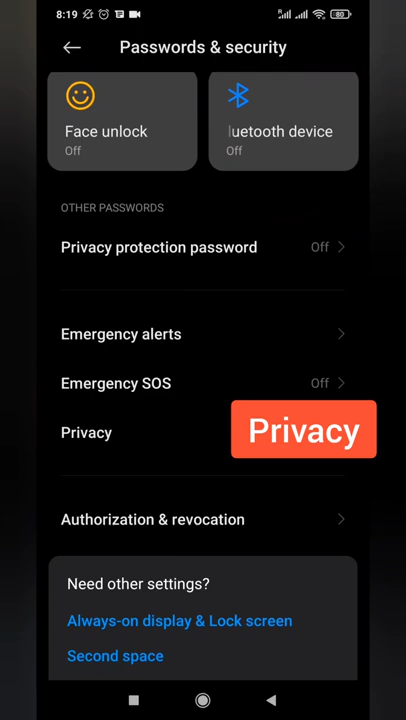 8:19
80
Passwords & security
Face unlock
Off
luetooth device
Off
OTHER PASSWORDS
Privacy protection password
Off
Emergency alerts
Emergency SOS
Off
Privacy
Privacy
Authorization & revocation
Need other settings?
Always-on display & Lock screen
Second space